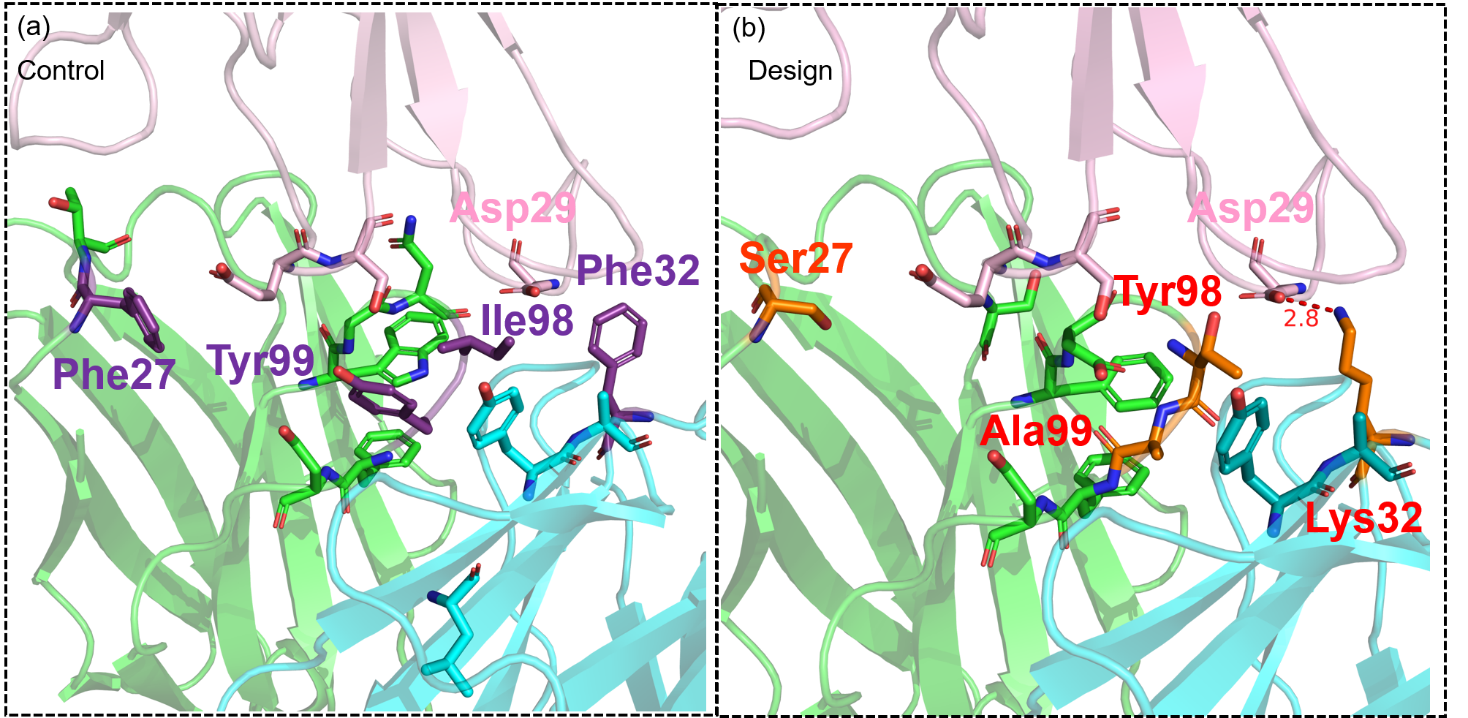 (a)
Control
Asp29
Phe32
Ile98
Tyr99
Phe27
(b)
Design
Asp29
Ser27
Tyr98
2.8
Ala99
Lys32